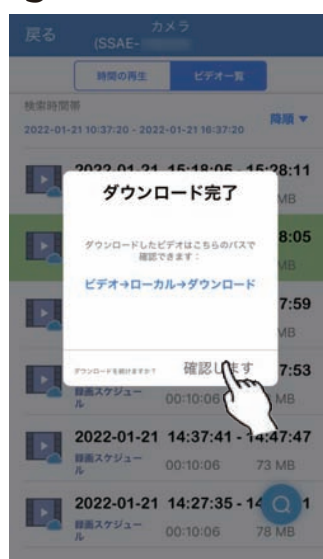 戻る
カメラ
(SSAE-
時間の再生
ビデオ一覧
検索時間帯
2022-01-21 10:37:20 - 2022-01-21 16:37:20
降順 ▼
2022-01-21 15:18:05 - 15:28:11
MB
ダウンロード完了
8:05
MB
ダウンロードしたビデオはこちらのパスで
確認できます：
ビデオ→ローカル→ダウンロード
7:59
MB
ダウンロードを続けますか？
確認します
7:53
録画スケジュー
ル
00:10:06
MB
2022-01-21 14:37:41 - 14:47:47
録画スケジュー
ル
00:10:06
73 MB
2022-01-21 14:27:35 - 14
1
録画スケジュー
ル
00:10:06
78 MB